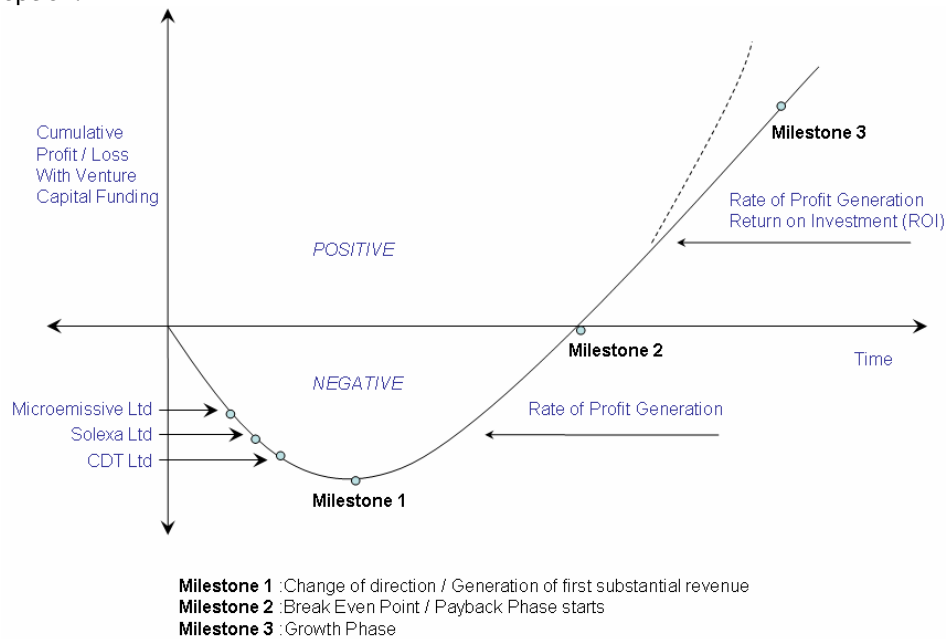 Cumulative
Profit / Loss
With Venture
Capital Funding
Milestone 3
Rate of Profit Generation
Return on Investment (ROI)
POSITIVE
Milestone 2
Time
NEGATIVE
Microemissive Ltd
Rate of Profit Generation
Solexa Ltd
CDT Ltd
Milestone 1
Milestone 1 :Change of direction / Generation of first substantial revenue
Milestone 2 :Break Even Point / Payback Phase starts
Milestone 3 :Growth Phase